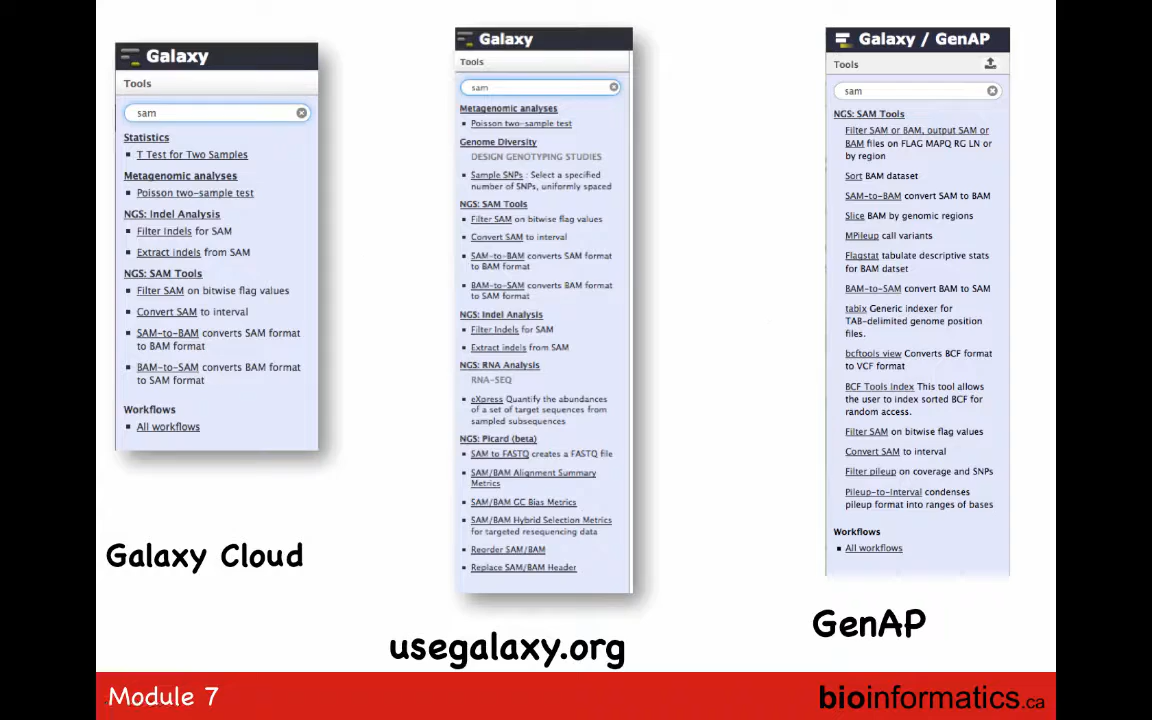 Galaxy
Tools
sam
Statistics
T Test for Two Samples
Metagenomic analyses
Poisson two-sample test
NGS: Indel Analysis
Filter Indels for SAM
Extract indels from SAM
NGS: SAM Tools
Filter SAM on bitwise flag values
Convert SAM to interval
SAM-to-BAM converts SAM format
to BAM format
BAM-to-SAM converts BAM format
to SAM format
Workflows
All workflows
Galaxy Cloud
Galaxy
Tools
sam
Metagenomic analyses
Poisson two-sample test
Genome Diversity
DESIGN GENOTYPING STUDIES
Sample SNPs : Select a specified
number of SNPs, uniformly spaced
NGS: SAM Tools
Filter SAM on bitwise flag values
Convert SAM to interval
SAM-to-BAM converts SAM format
to BAM format
BAM-to-SAM converts BAM format
to SAM format
NGS: Indel Analysis
Filter Indels for SAM
Extract indels from SAM
NGS: RNA Analysis
RNA-SEQ
eXpress Quantify the abundances
of a set of target sequences from
sampled subsequences
NGS: Picard (beta)
SAM to FASTQ creates a FASTQ file
SAM/BAM Alignment Summary
Metrics
SAM/BAM GC Bias Metrics
SAM/BAM Hybrid Selection Metrics
for targeted resequencing data
Reorder SAM/BAM
Replace SAM/BAM Header
usegalaxy.org
Galaxy / GenAP
Tools
sam
NGS: SAM Tools
Filter SAM or BAM, output SAM or
BAM files on FLAG MAPQ RG LN or
by region
Sort BAM dataset
SAM-to-BAM convert SAM to BAM
Slice BAM by genomic regions
MPileup call variants
Flagstat tabulate descriptive stats
for BAM datset
BAM-to-SAM convert BAM to SAM
tabix Generic indexer for
TAB-delimited genome position
files.
bcftools view Converts BCF format
to VCF format
BCF Tools Index This tool allows
the user to index sorted BCF for
random access.
Filter SAM on bitwise flag values
Convert SAM to interval
Filter pileup on coverage and SNPs
Pileup-to-Interval condenses
pileup format into ranges of bases
Workflows
All workflows
GenAP
Module 7
bioinformatics.ca